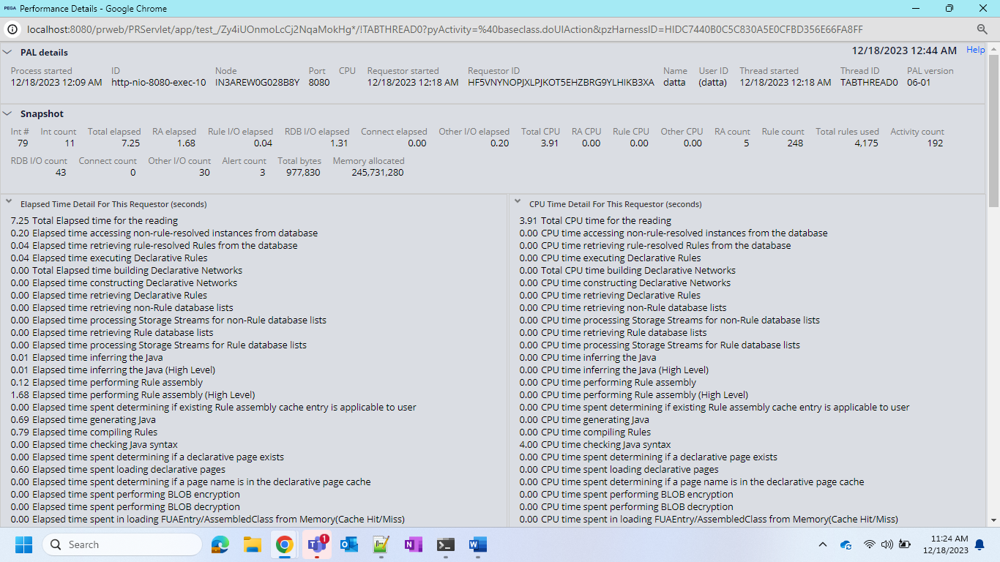 PEGA Performance Details - Google Chrome
localhost:8080/prweb/PRServlet/app/test_/Zy4iUOnmoLcCj2NqaMokHg*/!TABTHREAD0?pyActivity=%40baseclass.doUIAction&pzHarnessID=HIDC7440B0C5C830A5E0CFBD356E66FA8FF
PAL details 12/18/2023 12:44 AM Help
Process started ID Node Port CPU Requestor started Requestor ID Name User ID Thread started Thread ID PAL version
12/18/2023 12:09 AM http-nio-8080-exec-10 IN3AREW0G028B8Y 8080 12/18/2023 12:18 AM HF5VNYNOPJXLPJKOT5EHZBRG9YLHIKB3XA datta (datta) 12/18/2023 12:18 AM TABTHREAD0 06-01
Snapshot
Int # Int count Total elapsed RA elapsed Rule I/O elapsed RDB I/O elapsed Connect elapsed Other I/O elapsed Total CPU RA CPU Rule CPU Other CPU RA count Rule count Total rules used Activity count
79 11 7.25 1.68 0.04 1.31 0.00 0.20 3.91 0.00 0.00 0.00 5 248 4,175 192
RDB I/O count Connect count Other I/O count Alert count Total bytes Memory allocated
43 0 30 3 977,830 245,731,280
Elapsed Time Detail For This Requestor (seconds)
7.25 Total Elapsed time for the reading
0.20 Elapsed time accessing non-rule-resolved instances from database
0.04 Elapsed time retrieving rule-resolved Rules from the database
0.04 Elapsed time executing Declarative Rules
0.00 Total Elapsed time building Declarative Networks
0.00 Elapsed time constructing Declarative Networks
0.00 Elapsed time retrieving Declarative Rules
0.00 Elapsed time retrieving non-Rule database lists
0.00 Elapsed time processing Storage Streams for non-Rule database lists
0.00 Elapsed time retrieving Rule database lists
0.00 Elapsed time processing Storage Streams for Rule database lists
0.01 Elapsed time inferring the Java
0.01 Elapsed time inferring the Java (High Level)
0.12 Elapsed time performing Rule assembly
1.68 Elapsed time performing Rule assembly (High Level)
0.00 Elapsed time spent determining if existing Rule assembly cache entry is applicable to user
0.69 Elapsed time generating Java
0.79 Elapsed time compiling Rules
0.00 Elapsed time checking Java syntax
0.00 Elapsed time spent determining if a declarative page exists
0.60 Elapsed time spent loading declarative pages
0.00 Elapsed time spent determining if a page name is in the declarative page cache
0.00 Elapsed time spent performing BLOB encryption
0.00 Elapsed time spent performing BLOB decryption
0.00 Elapsed time spent in loading FUAEntry/AssembledClass from Memory(Cache Hit/Miss)
CPU Time Detail For This Requestor (seconds)
3.91 Total CPU time for the reading
0.00 CPU time accessing non-rule-resolved instances from the database
0.00 CPU time retrieving rule-resolved Rules from the database
0.00 CPU time executing Declarative Rules
0.00 Total CPU time building Declarative Networks
0.00 CPU time constructing Declarative Networks
0.00 CPU time retrieving Declarative Rules
0.00 CPU time retrieving non-Rule database lists
0.00 CPU time processing Storage Streams for non-Rule database lists
0.00 CPU time retrieving Rule database lists
0.00 CPU time processing Storage Streams for Rule database lists
0.00 CPU time inferring the Java
0.00 CPU time inferring the Java (High Level)
0.00 CPU time performing Rule assembly
0.00 CPU time performing Rule assembly (High Level)
0.00 CPU time spent determining if existing Rule assembly cache entry is applicable to user
0.00 CPU time generating Java
0.00 CPU time compiling Rules
4.00 CPU time checking Java syntax
0.00 CPU time spent determining if a declarative page exists
0.00 CPU time spent loading declarative pages
0.00 CPU time spent determining if a page name is in the declarative page cache
0.00 CPU time spent performing BLOB encryption
0.00 CPU time spent performing BLOB decryption
0.00 CPU time spent in loading FUAEntry/AssembledClass from Memory(Cache Hit/Miss)
Search 1 11:24 AM
12/18/2023